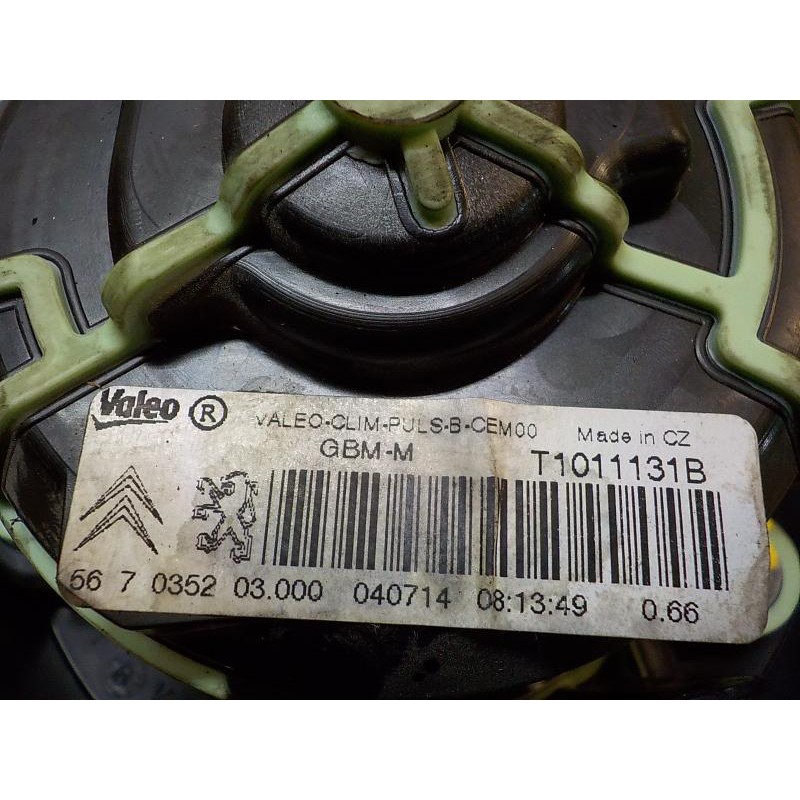 Valeo ® VALEO-CLIM-PULS-B-CEM00 Made in CZ
GBM-M T1011131B
56 7 0352 03.000 040714 08:13:49 0.66